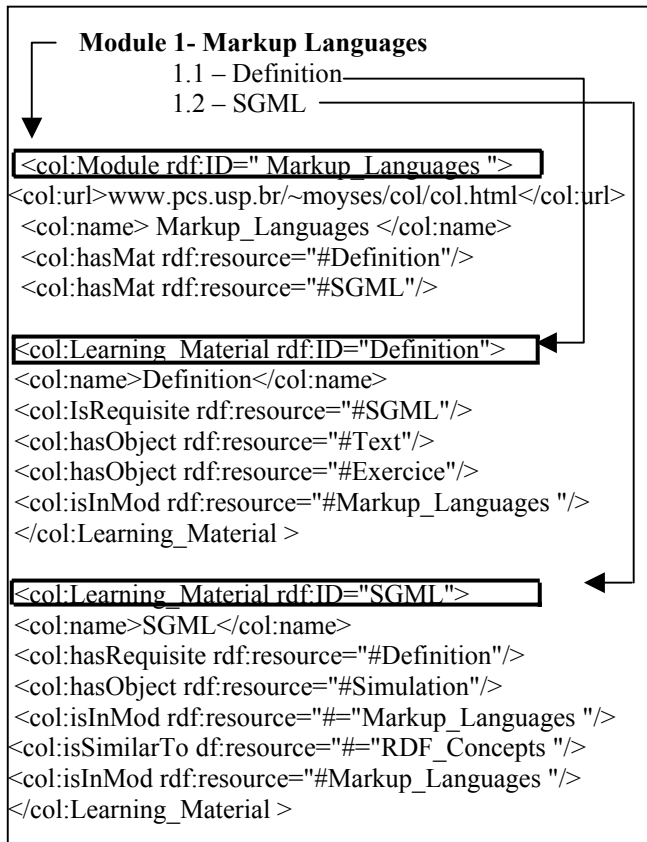 Module 1- Markup Languages
1.1 – Definition
1.2 – SGML
<col:Module rdf:ID=" Markup_Languages ">
<col:url>www.pcs.usp.br/~moyses/col/col.html</col:url>
<col:name> Markup_Languages </col:name>
<col:hasMat rdf:resource="#Definition"/>
<col:hasMat rdf:resource="#SGML"/>
<col:Learning_Material rdf:ID="Definition">
<col:name>Definition</col:name>
<col:IsRequisite rdf:resource="#SGML"/>
<col:hasObject rdf:resource="#Text"/>
<col:hasObject rdf:resource="#Exercice"/>
<col:isInMod rdf:resource="#Markup_Languages "/>
</col:Learning_Material >
<col:Learning_Material rdf:ID="SGML">
<col:name>SGML</col:name>
<col:hasRequisite rdf:resource="#Definition"/>
<col:hasObject rdf:resource="#Simulation"/>
<col:isInMod rdf:resource="#="Markup_Languages "/>
<col:isSimilarTo df:resource="#="RDF_Concepts "/>
<col:isInMod rdf:resource="#Markup_Languages "/>
</col:Learning_Material >